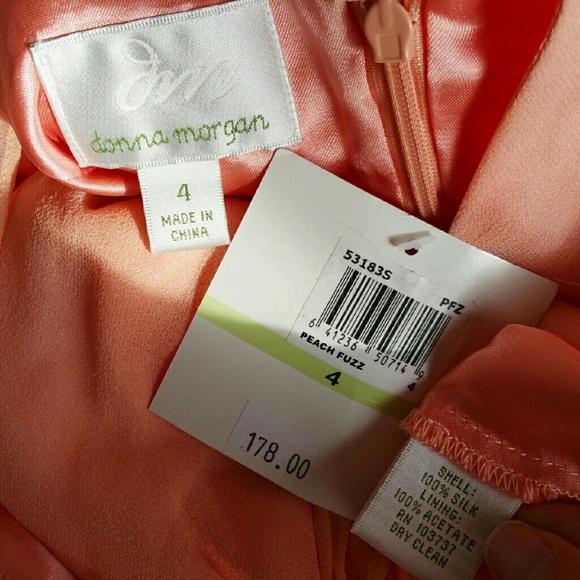 dm
donna morgan
4
MADE IN
CHINA
53183S PFZ
6 41236 50714 9
PEACH FUZZ
4 4
178.00
SHELL:
100% SILK
LINING:
100% ACETATE
RN 103737
DRY CLEAN